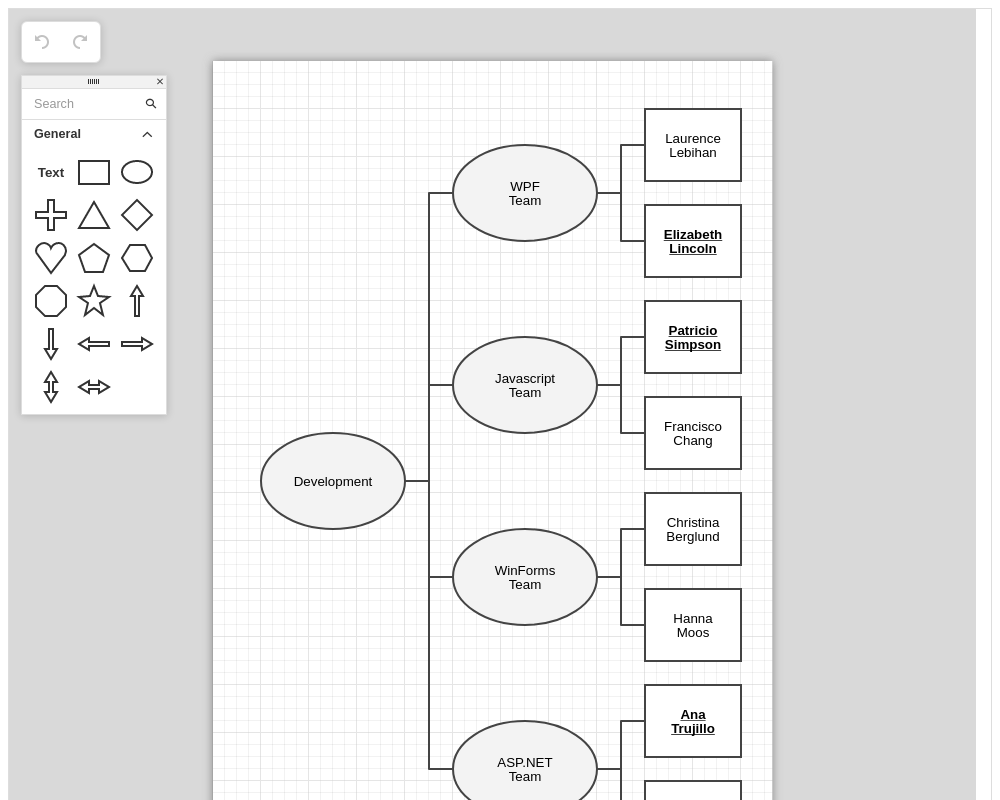 Search
General
Text
WPF
Team
Laurence
Lebihan
Elizabeth
Lincoln
Javascript
Team
Patricio
Simpson
Francisco
Chang
Development
WinForms
Team
Christina
Berglund
Hanna
Moos
ASP.NET
Team
Ana
Trujillo